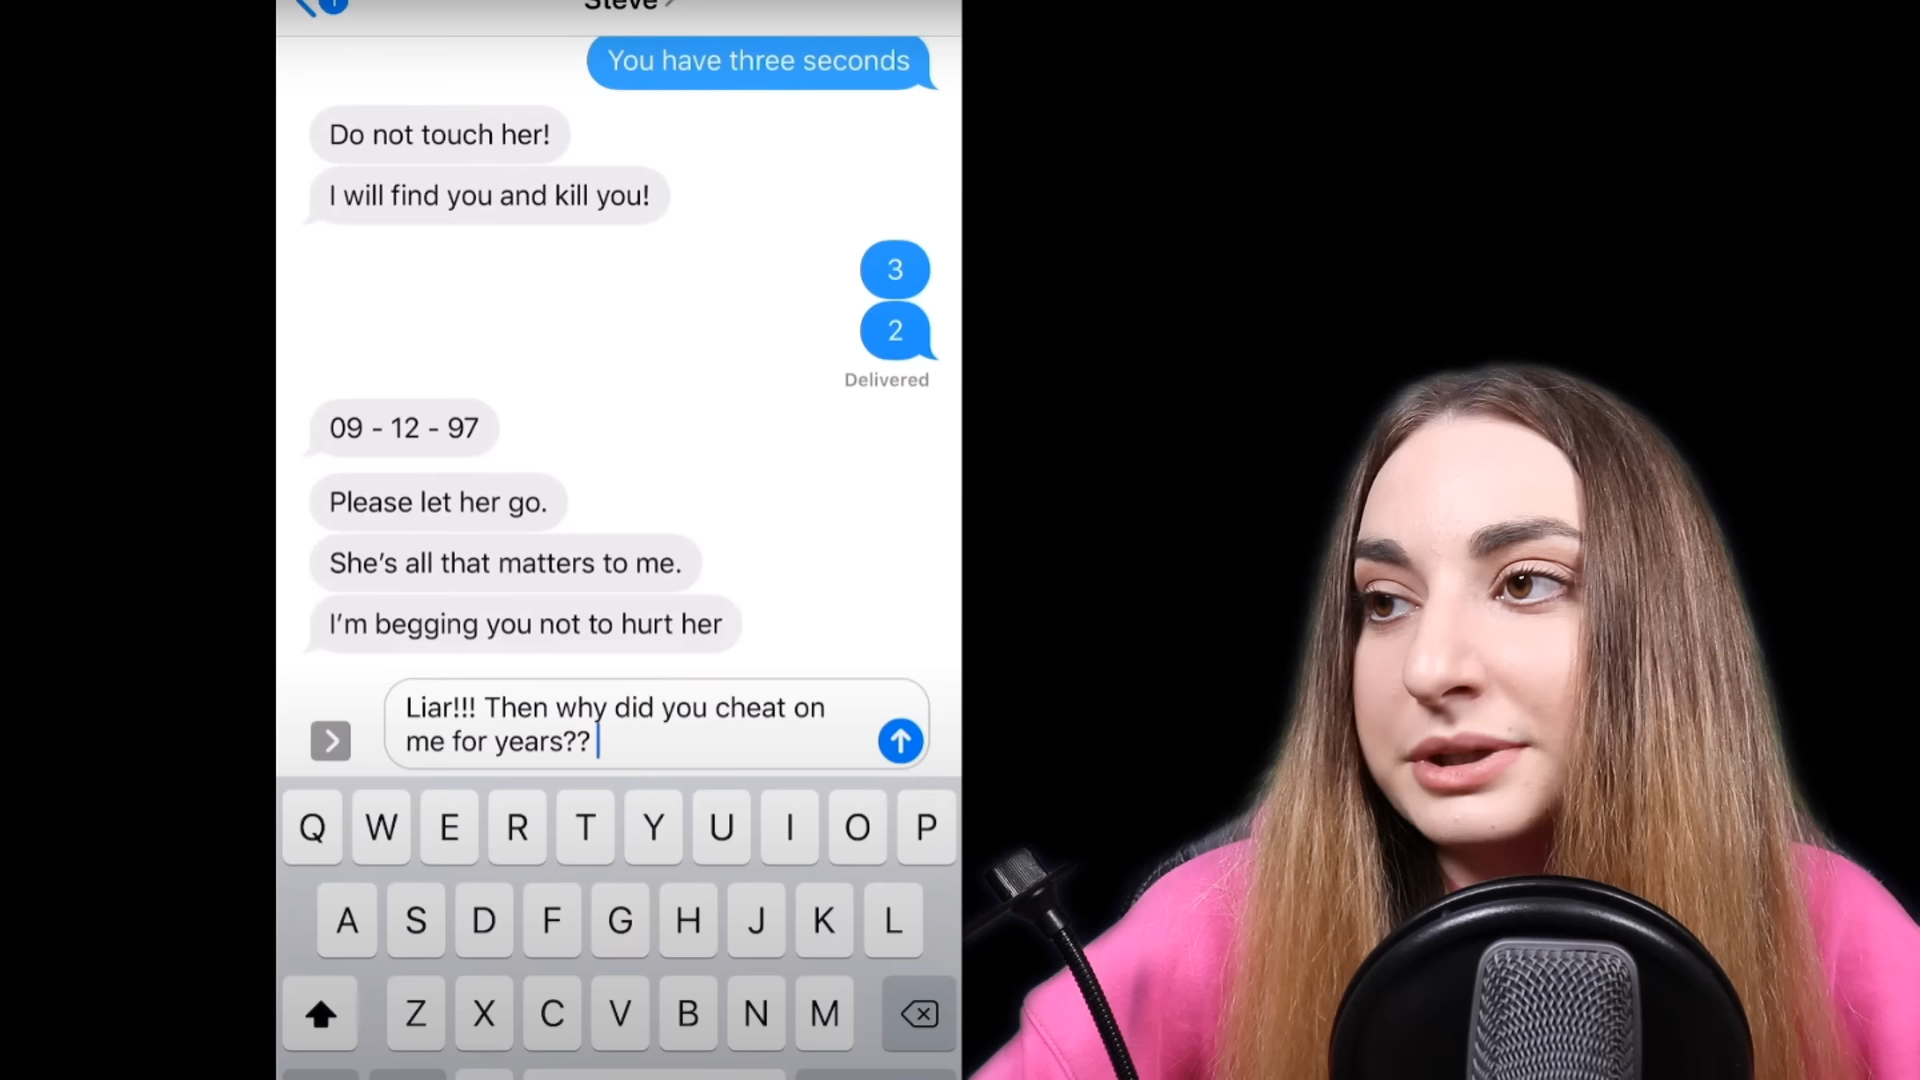 Steve
You have three seconds
Do not touch her!
I will find you and kill you!
3
2
Delivered
09 - 12 - 97
Please let her go.
She's all that matters to me.
I'm begging you not to hurt her
Liar!!! Then why did you cheat on
me for years??
Q W E R T Y U I O P
A S D F G H J K L
Z X C V B N M